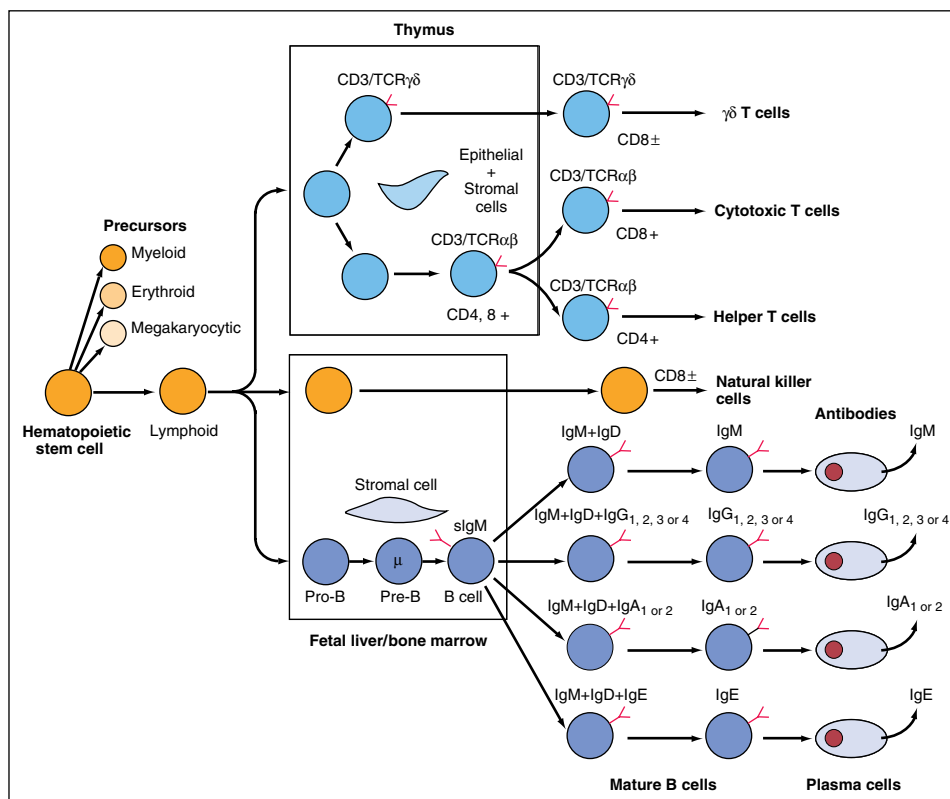 Thymus
CD3/TCRγδ
CD3/TCRγδ
γδ T cells
CD8±
Epithelial
+
Stromal
cells
CD3/TCRαβ
Cytotoxic T cells
CD8+
Precursors
Myeloid
Erythroid
Megakaryocytic
CD3/TCRαβ
CD4, 8 +
CD3/TCRαβ
Helper T cells
CD4+
Hematopoietic
stem cell
Lymphoid
CD8±
Natural killer
cells
Antibodies
IgM+IgD
IgM
IgM
Stromal cell
sIgM
IgM+IgD+IgG1, 2, 3 or 4
IgG1, 2, 3 or 4
IgG1, 2, 3 or 4
μ
Pro-B
Pre-B
B cell
Fetal liver/bone marrow
IgM+IgD+IgA1 or 2
IgA1 or 2
IgA1 or 2
IgM+IgD+IgE
IgE
IgE
Mature B cells
Plasma cells